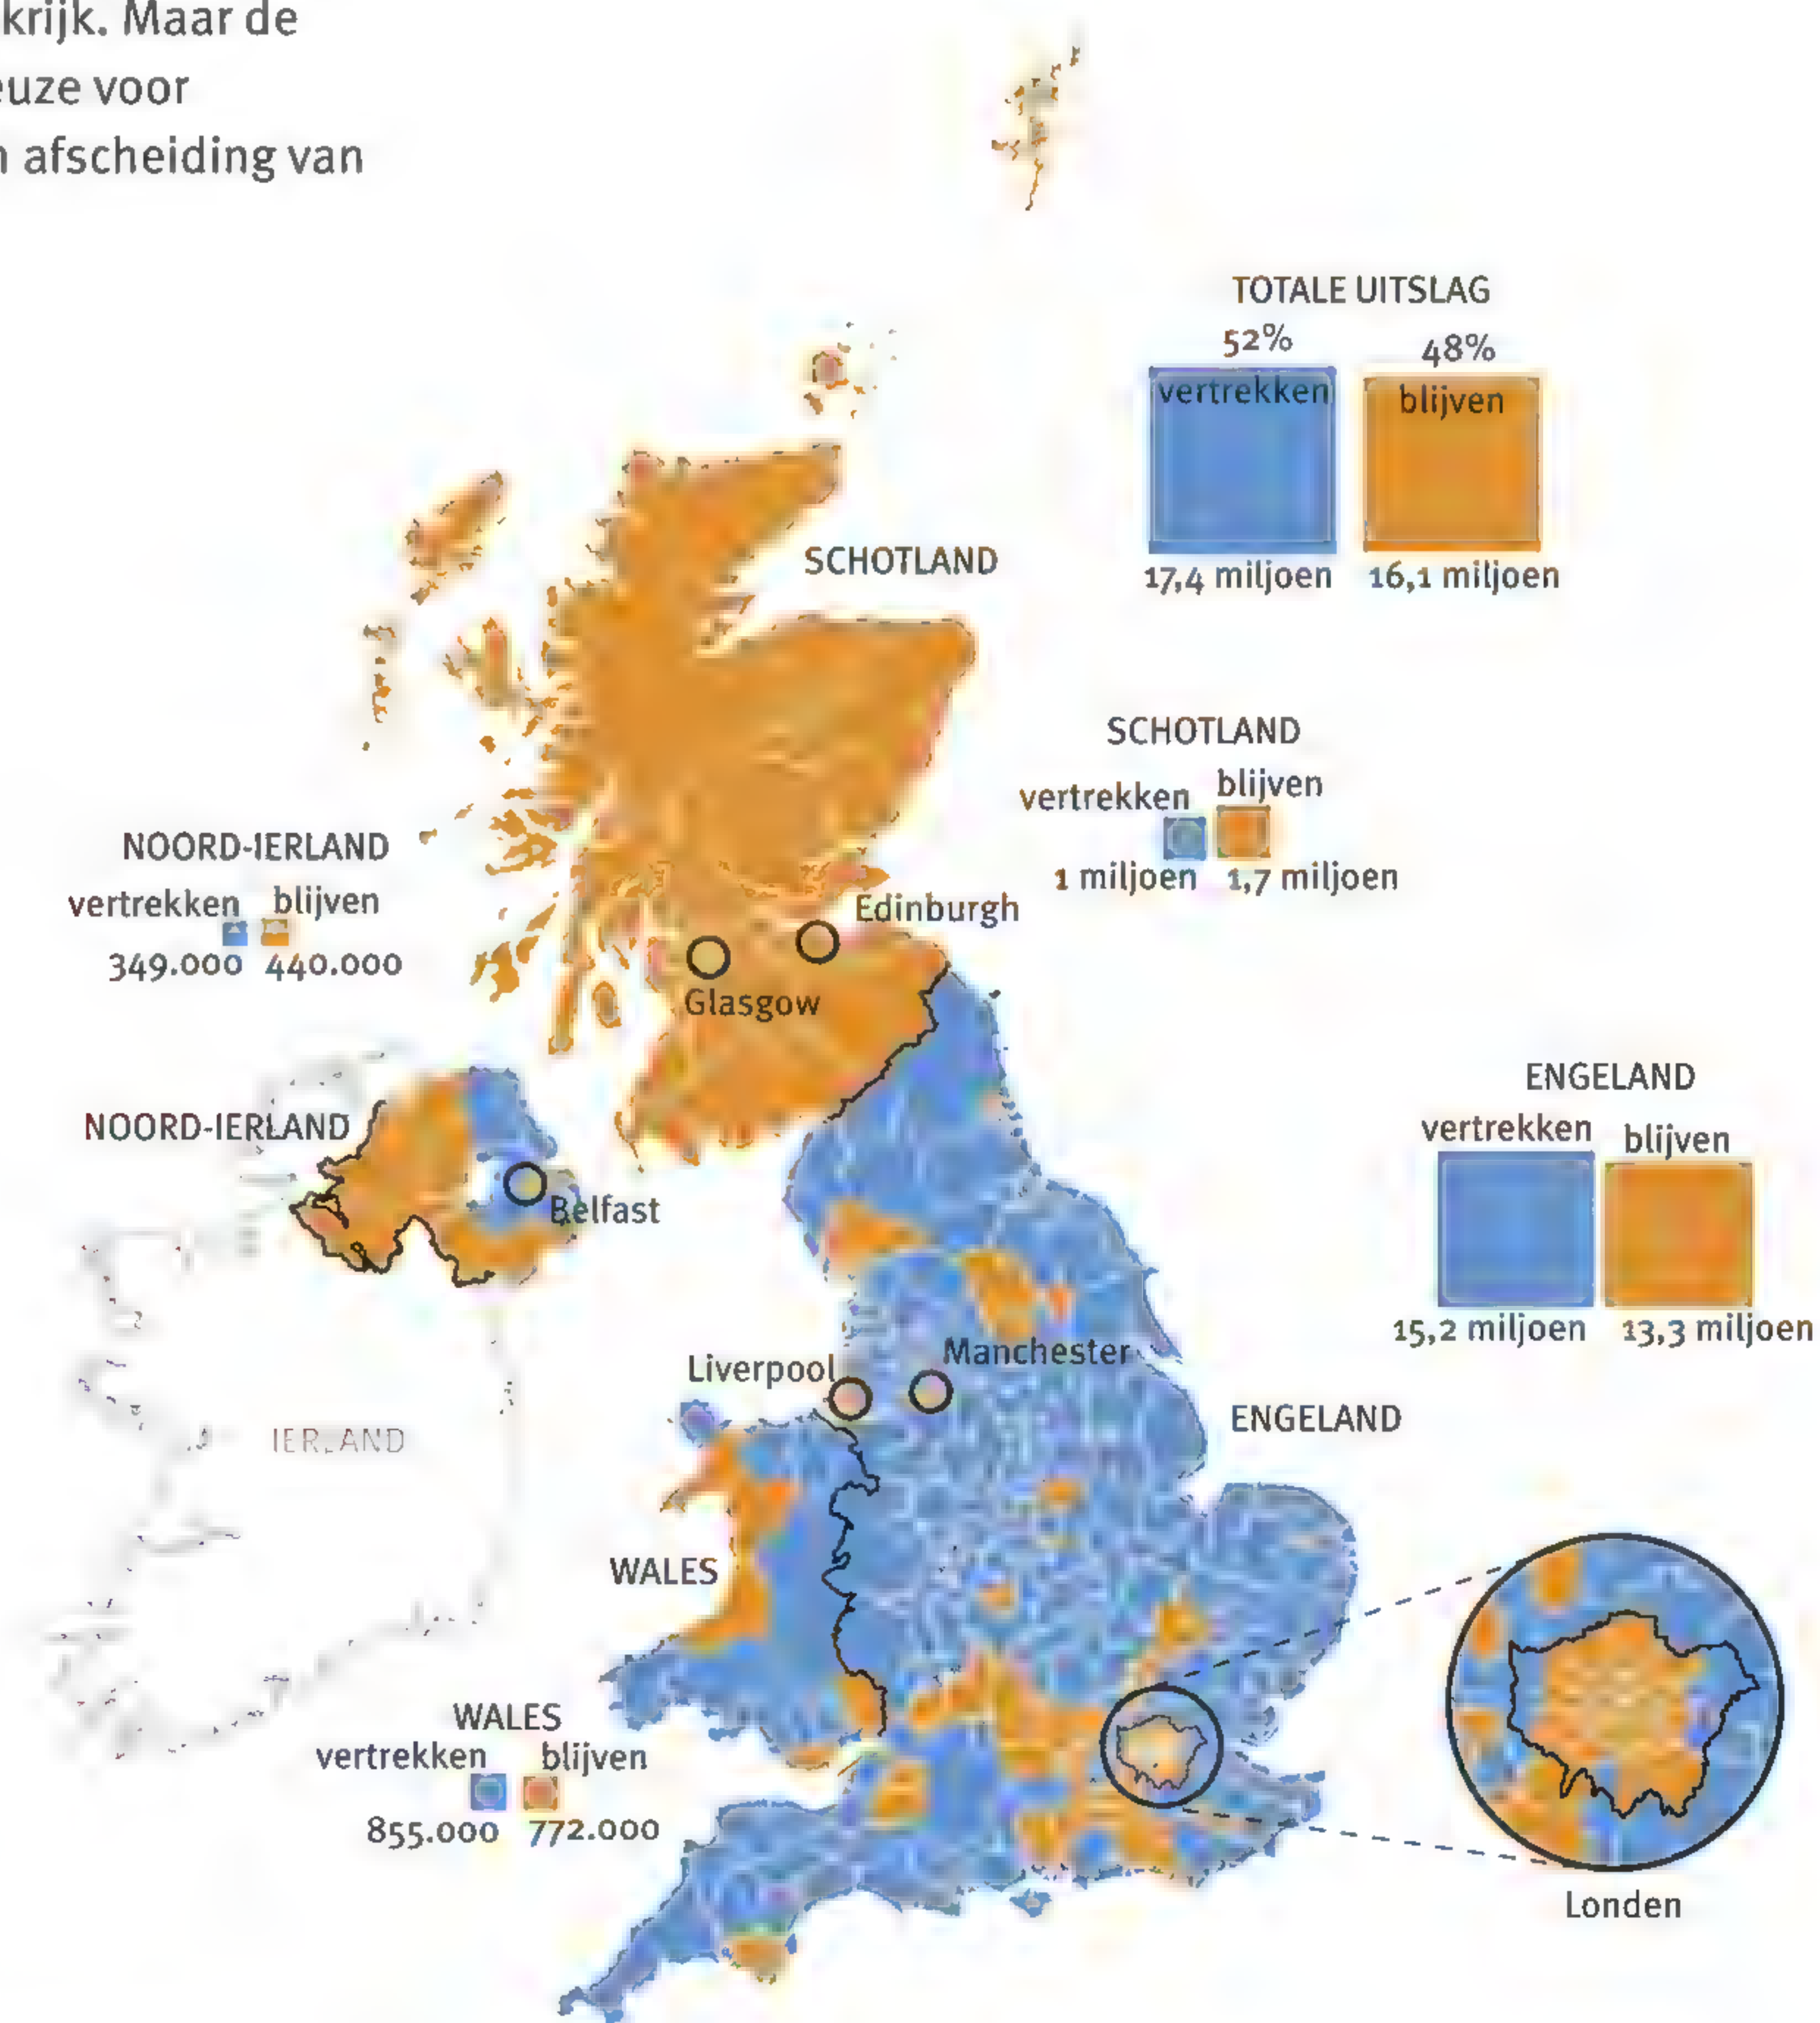 krijk. Maar de
euze voor
n afscheiding van
TOTALE UITSLAG
52% 48%
vertrekken blijven
17,4 miljoen 16,1 miljoen
SCHOTLAND
SCHOTLAND
vertrekken blijven
1 miljoen 1,7 miljoen
NOORD-IERLAND
vertrekken blijven
349.000 440.000
Edinburgh
Glasgow
NOORD-IERLAND
Belfast
ENGELAND
vertrekken blijven
15,2 miljoen 13,3 miljoen
Liverpool
Manchester
ENGELAND
IERLAND
WALES
WALES
vertrekken blijven
855.000 772.000
Londen